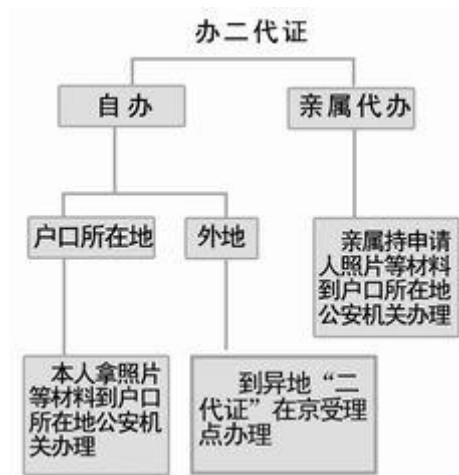 办二代证
自办
亲属代办
户口所在地
外地
亲属持申请
人照片等材料
到户口所在地
公安机关办理
本人拿照片
等材料到户口
所在地公安机
关办理
到异地“二
代证”在京受理
点办理